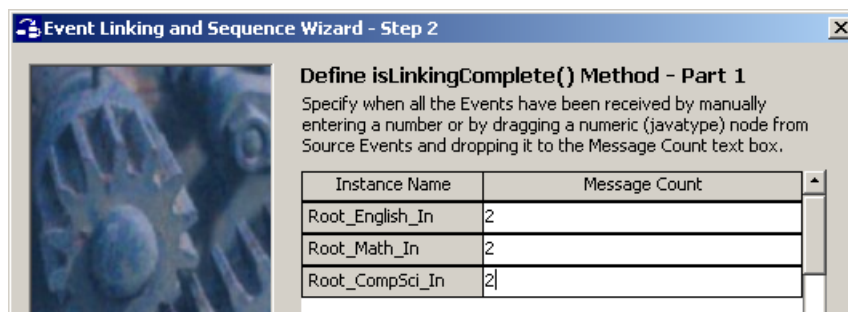 Event Linking and Sequence Wizard - Step 2
Define isLinkingComplete() Method - Part 1
Specify when all the Events have been received by manually
entering a number or by dragging a numeric (javatype) node from
Source Events and dropping it to the Message Count text box.
Instance Name Message Count
Root_English_In 2
Root_Math_In 2
Root_CompSci_In 2